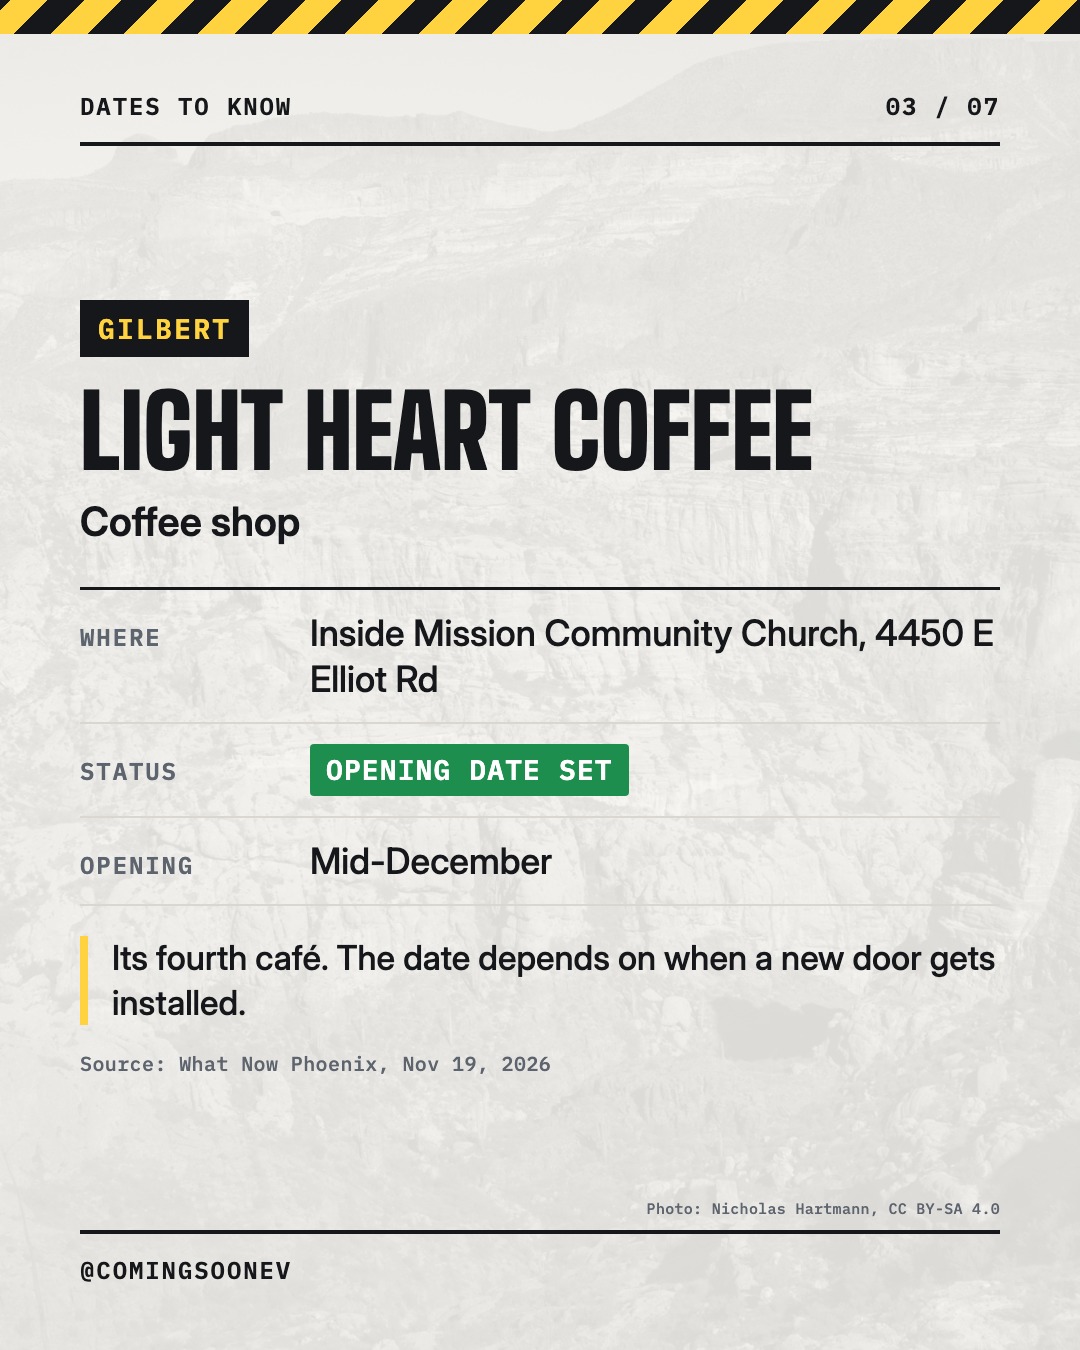 DATES TO KNOW
03 / 07
GILBERT
LIGHT HEART COFFEE
Coffee shop
WHERE
Inside Mission Community Church, 4450 E
Elliot Rd
STATUS
OPENING DATE SET
OPENING
Mid-December
Its fourth café. The date depends on when a new door gets
installed.
Source: What Now Phoenix, Nov 19, 2026
Photo: Nicholas Hartmann, CC BY-SA 4.0
@COMINGSOONEV